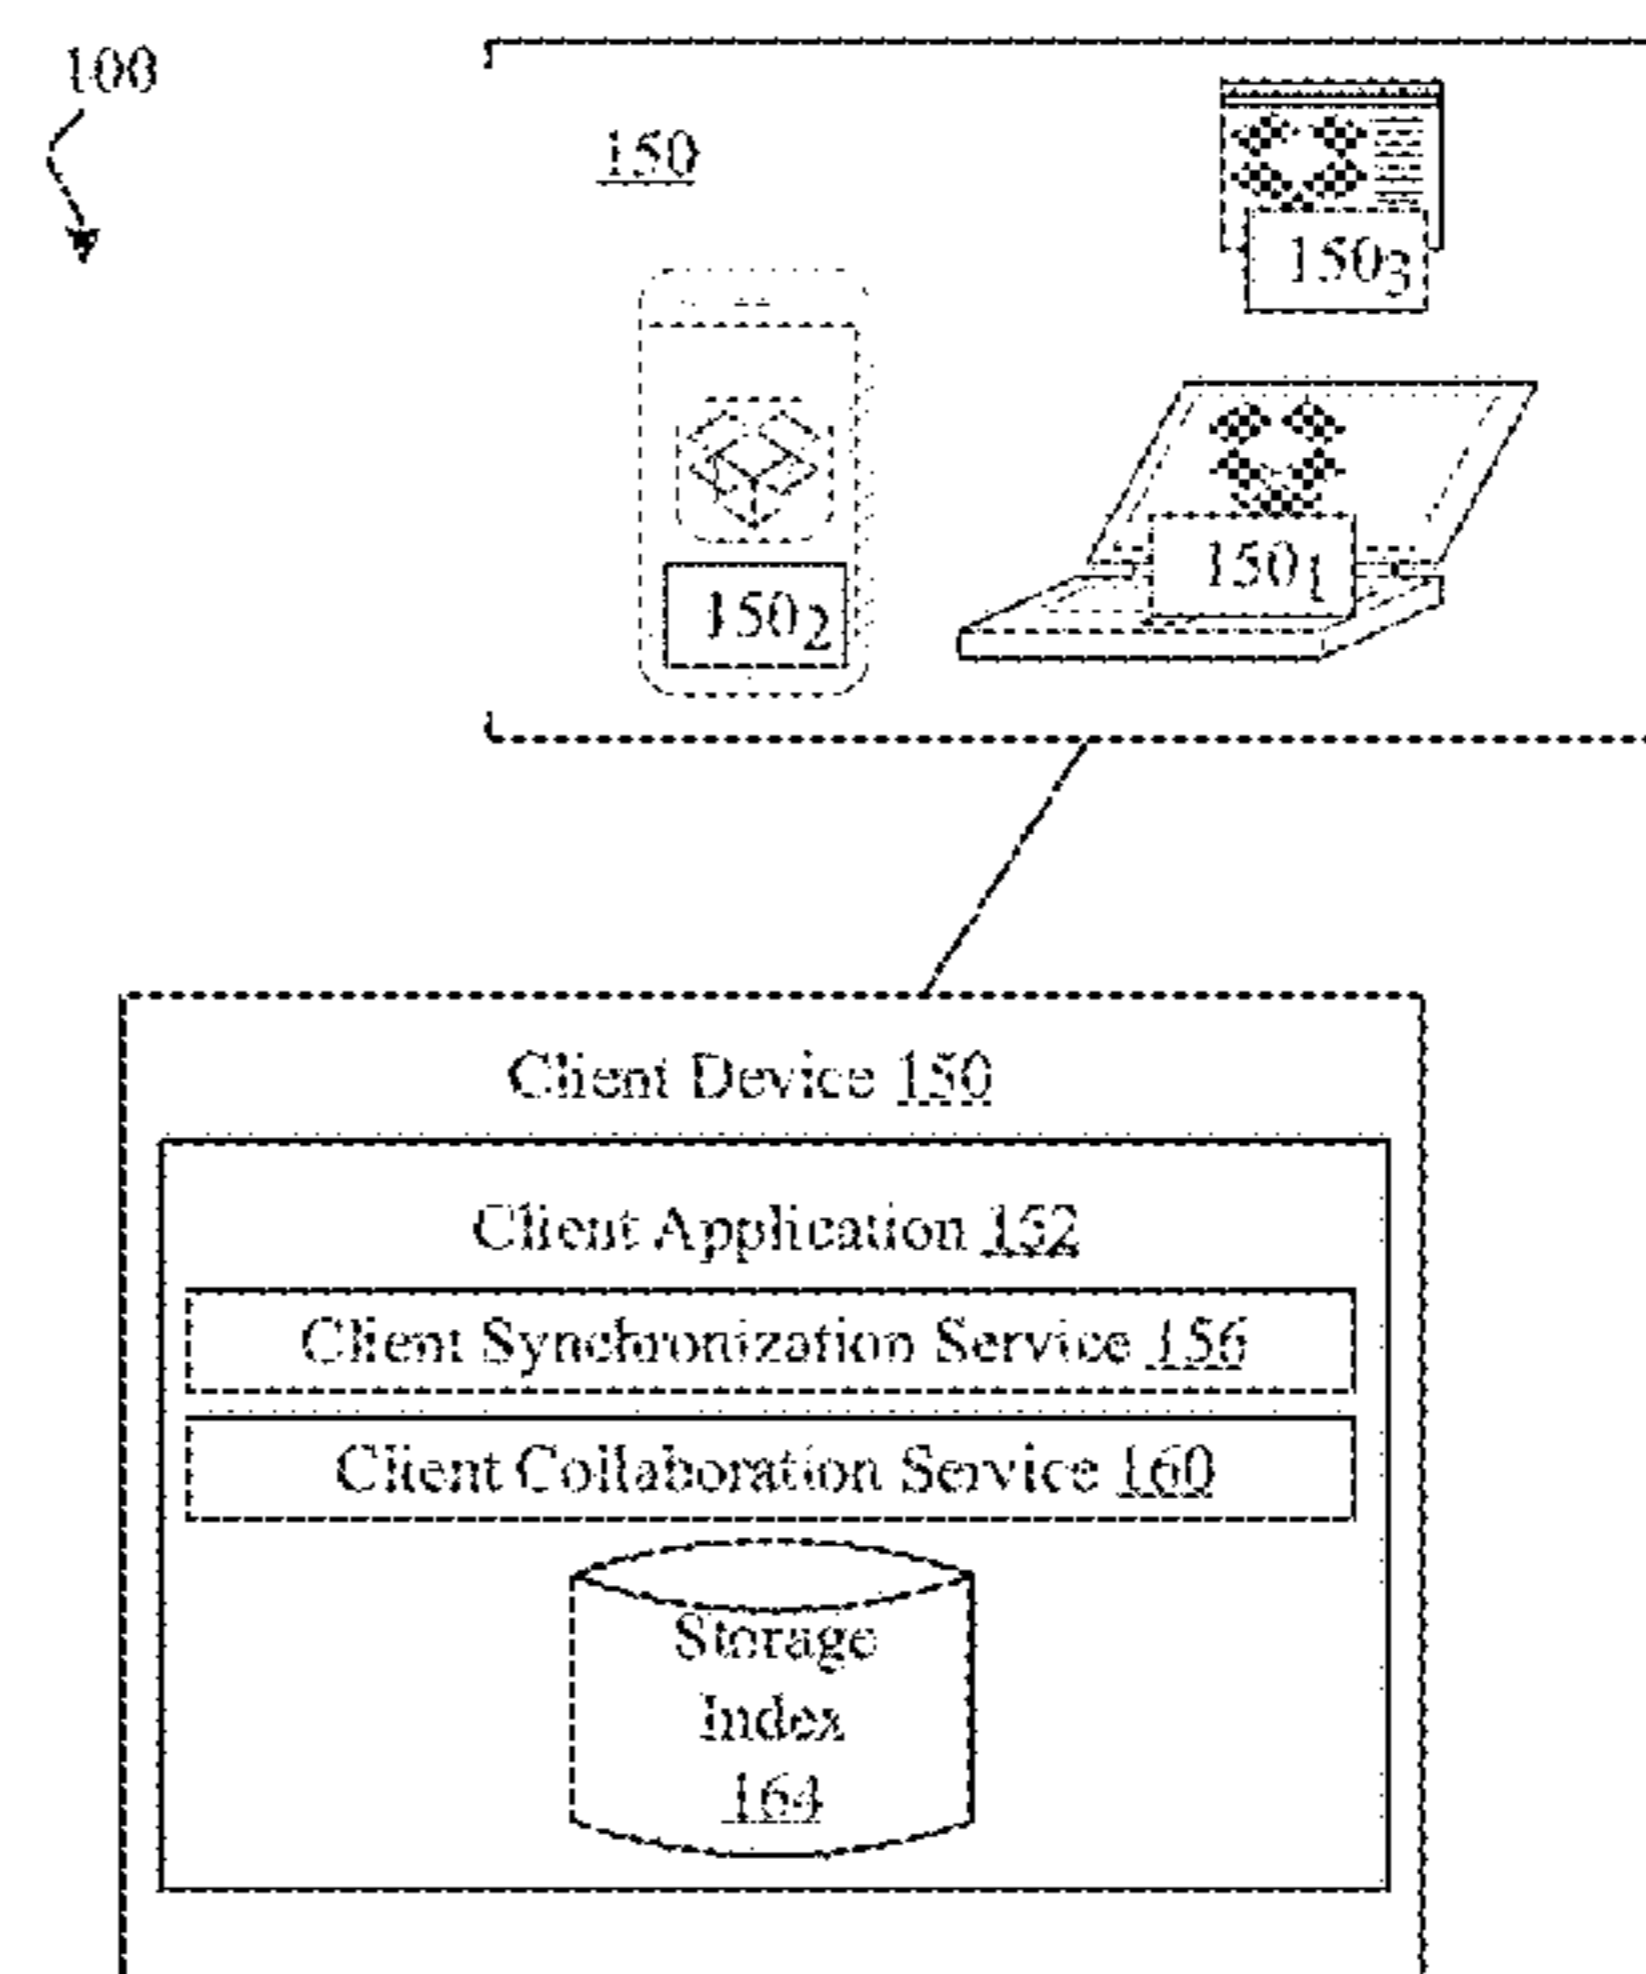 100
150
150₃
150₁
150₂
Client Device 150
Client Application 152
Client Synchronization Service 156
Client Collaboration Service 160
Storage
Index
164